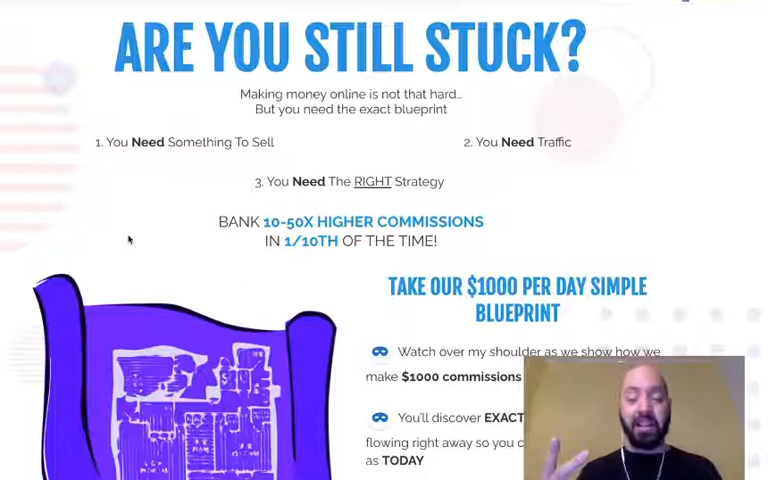 ARE YOU STILL STUCK?
Making money online is not that hard...
But you need the exact blueprint
1. You Need Something To Sell
2. You Need Traffic
3. You Need The RIGHT Strategy
BANK 10-50X HIGHER COMMISSIONS
IN 1/10TH OF THE TIME!
TAKE OUR $1000 PER DAY SIMPLE
BLUEPRINT
Watch over my shoulder as we show how we
make $1000 commissions
You'll discover EXACT
flowing right away so you c
as TODAY